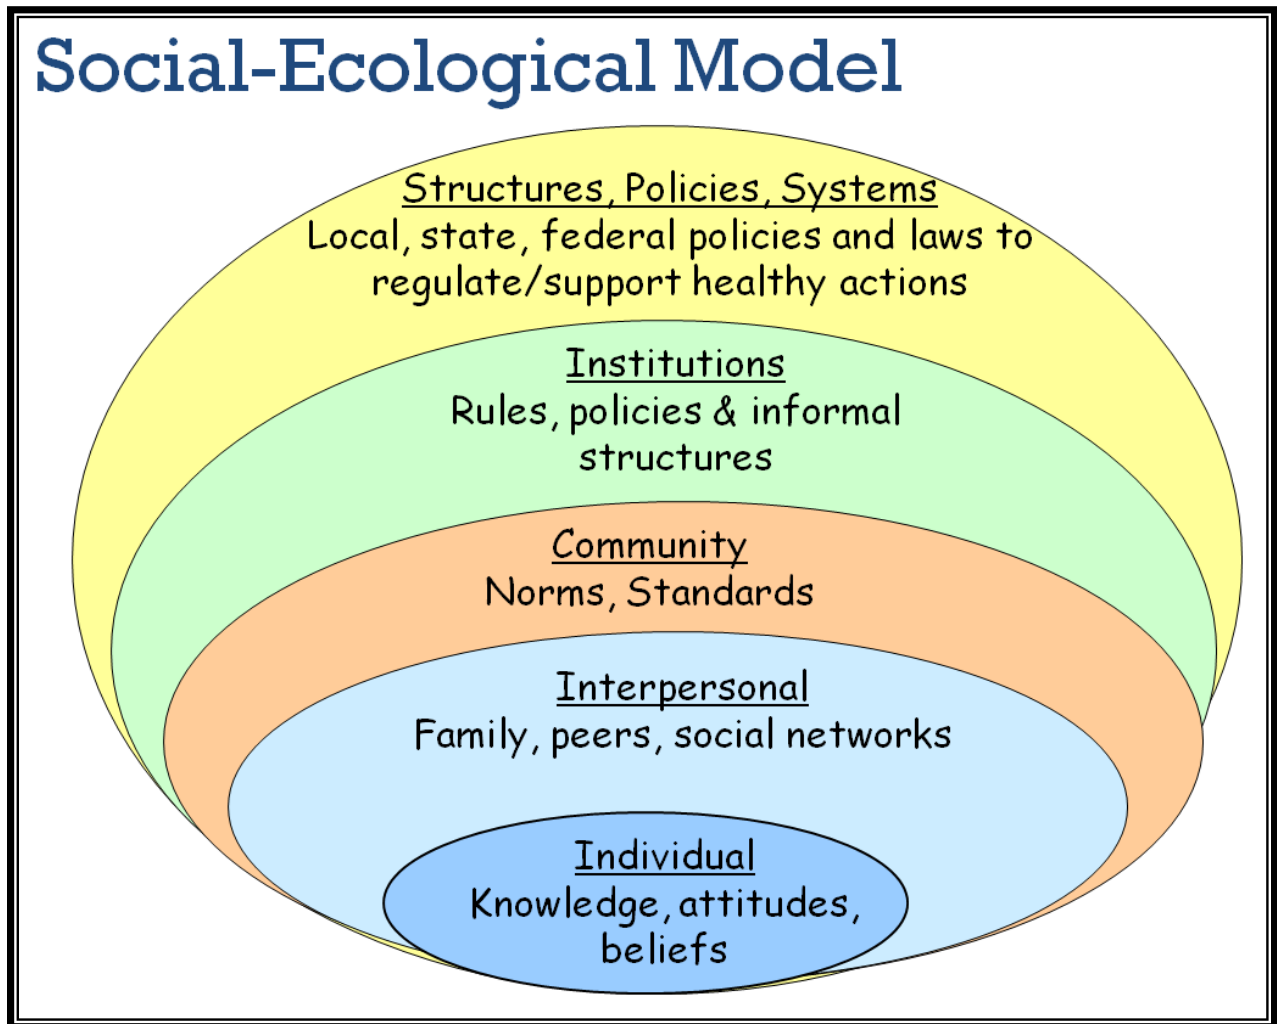 Social-Ecological Model
Structures, Policies, Systems
Local, state, federal policies and laws to
regulate/support healthy actions
Institutions
Rules, policies & informal
structures
Community
Norms, Standards
Interpersonal
Family, peers, social networks
Individual
Knowledge, attitudes,
beliefs